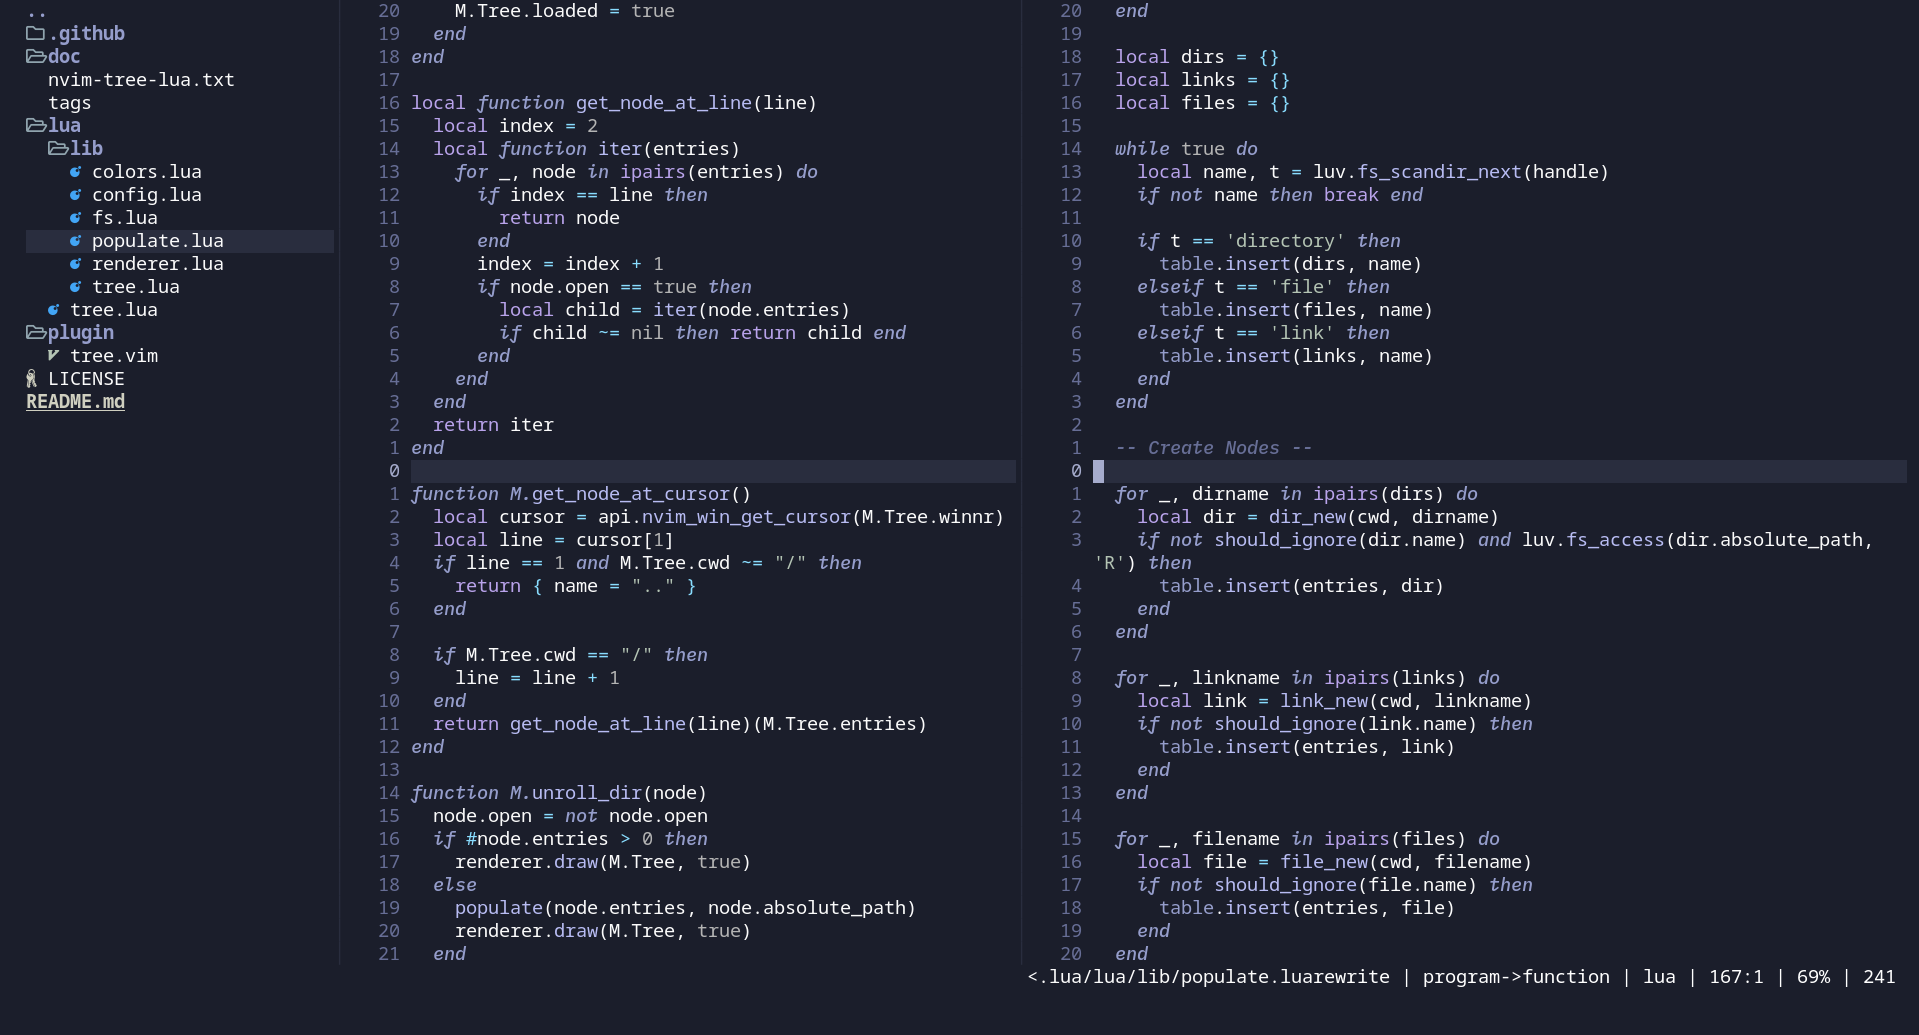 ..
.github
doc
nvim-tree-lua.txt
tags
lua
lib
colors.lua
config.lua
fs.lua
populate.lua
renderer.lua
tree.lua
tree.lua
plugin
tree.vim
LICENSE
README.md
20     M.Tree.loaded = true
19   end
18 end
17
16 local function get_node_at_line(line)
15   local index = 2
14   local function iter(entries)
13     for _, node in ipairs(entries) do
12       if index == line then
11         return node
10       end
9       index = index + 1
8       if node.open == true then
7         local child = iter(node.entries)
6         if child ~= nil then return child end
5       end
4     end
3   end
2   return iter
1 end
0
1 function M.get_node_at_cursor()
2   local cursor = api.nvim_win_get_cursor(M.Tree.winnr)
3   local line = cursor[1]
4   if line == 1 and M.Tree.cwd ~= "/" then
5     return { name = ".." }
6   end
7
8   if M.Tree.cwd == "/" then
9     line = line + 1
10   end
11   return get_node_at_line(line)(M.Tree.entries)
12 end
13
14 function M.unroll_dir(node)
15   node.open = not node.open
16   if #node.entries > 0 then
17     renderer.draw(M.Tree, true)
18   else
19     populate(node.entries, node.absolute_path)
20     renderer.draw(M.Tree, true)
21   end
20   end
19
18   local dirs = {}
17   local links = {}
16   local files = {}
15
14   while true do
13     local name, t = luv.fs_scandir_next(handle)
12     if not name then break end
11
10     if t == 'directory' then
9       table.insert(dirs, name)
8     elseif t == 'file' then
7       table.insert(files, name)
6     elseif t == 'link' then
5       table.insert(links, name)
4     end
3   end
2
1   -- Create Nodes --
0
1   for _, dirname in ipairs(dirs) do
2     local dir = dir_new(cwd, dirname)
3     if not should_ignore(dir.name) and luv.fs_access(dir.absolute_path,
'R') then
4       table.insert(entries, dir)
5     end
6   end
7
8   for _, linkname in ipairs(links) do
9     local link = link_new(cwd, linkname)
10     if not should_ignore(link.name) then
11       table.insert(entries, link)
12     end
13   end
14
15   for _, filename in ipairs(files) do
16     local file = file_new(cwd, filename)
17     if not should_ignore(file.name) then
18       table.insert(entries, file)
19     end
20   end
<.lua/lua/lib/populate.luarewrite | program->function | lua | 167:1 | 69% | 241